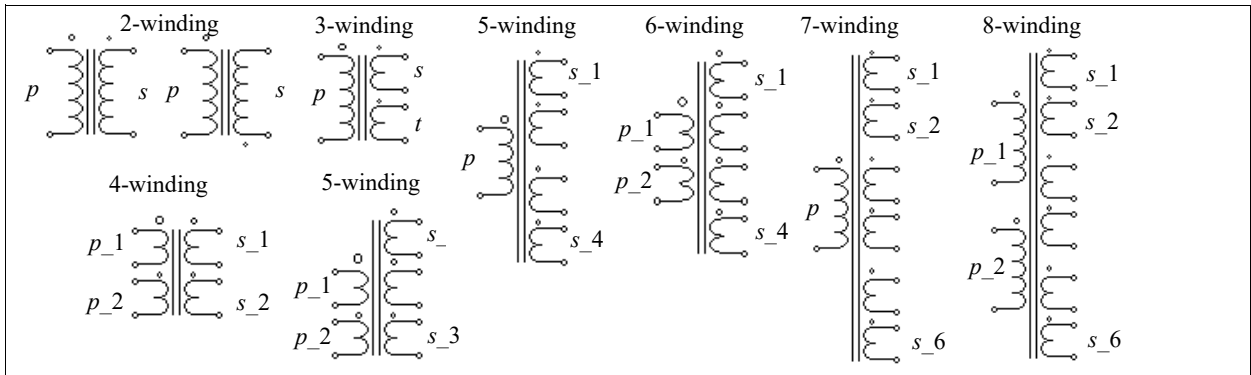 2-winding
3-winding
5-winding
6-winding
7-winding
8-winding
p s p s
p s t
p s_1 s_4
p_1 p_2 s_1 s_4
p s_1 s_2 s_6
p_1 p_2 s_1 s_2 s_6
4-winding
5-winding
p_1 s_1
p_2 s_2
s_
p_1
p_2 s_3